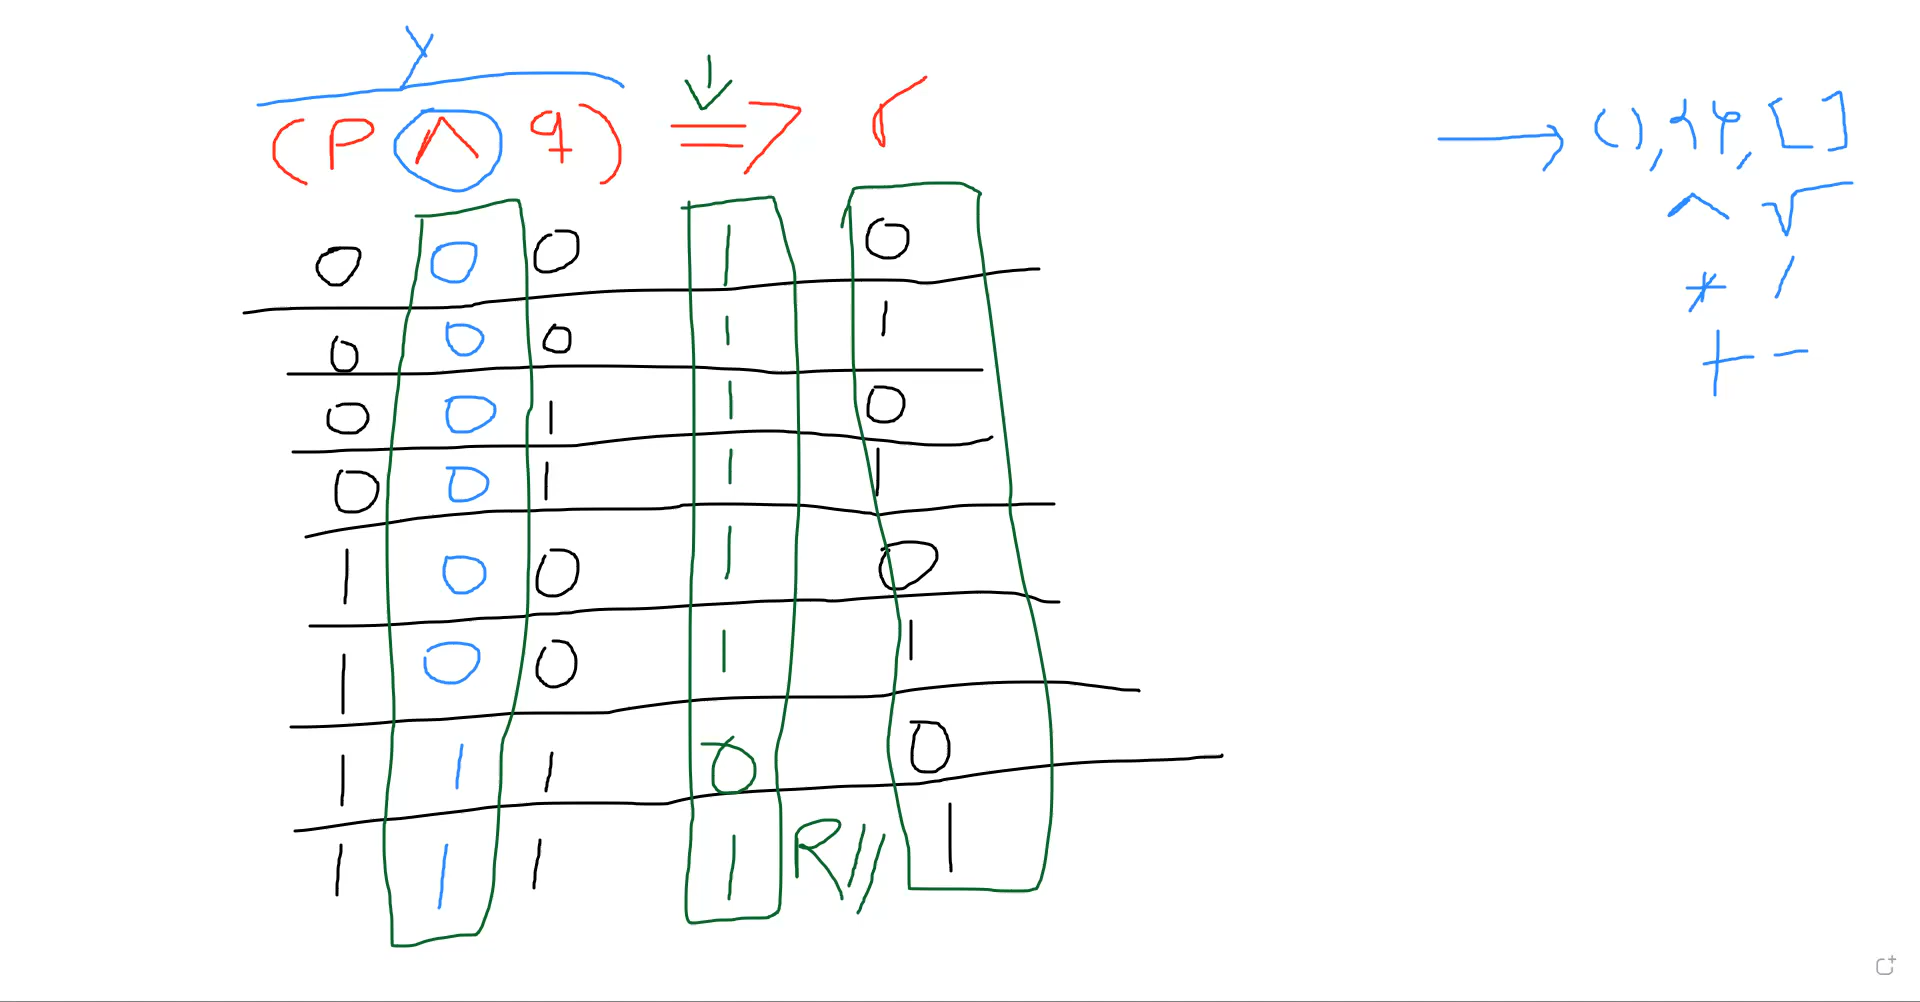 y
(p ∧ q) => r
0 0 0 1 0
0 0 0 1 1
0 0 1 1 0
0 0 1 1 1
1 0 0 1 0
1 0 0 1 1
1 1 1 0 0
1 1 1 1 R// 1
→ (), {}, []
^ √
* /
+ -